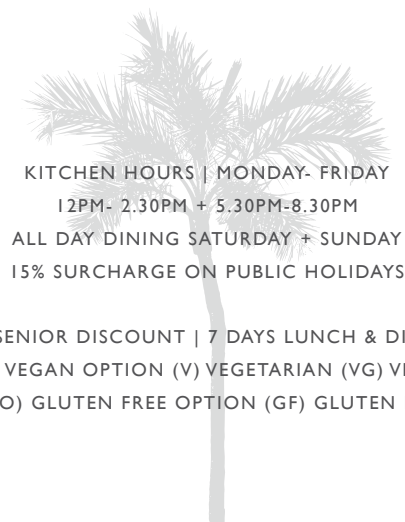 KITCHEN HOURS | MONDAY- FRIDAY
12PM- 2.30PM + 5.30PM-8.30PM
ALL DAY DINING SATURDAY + SUNDAY
15% SURCHARGE ON PUBLIC HOLIDAYS
SENIOR DISCOUNT | 7 DAYS LUNCH & DI
VEGAN OPTION (V) VEGETARIAN (VG) V
O) GLUTEN FREE OPTION (GF) GLUTEN